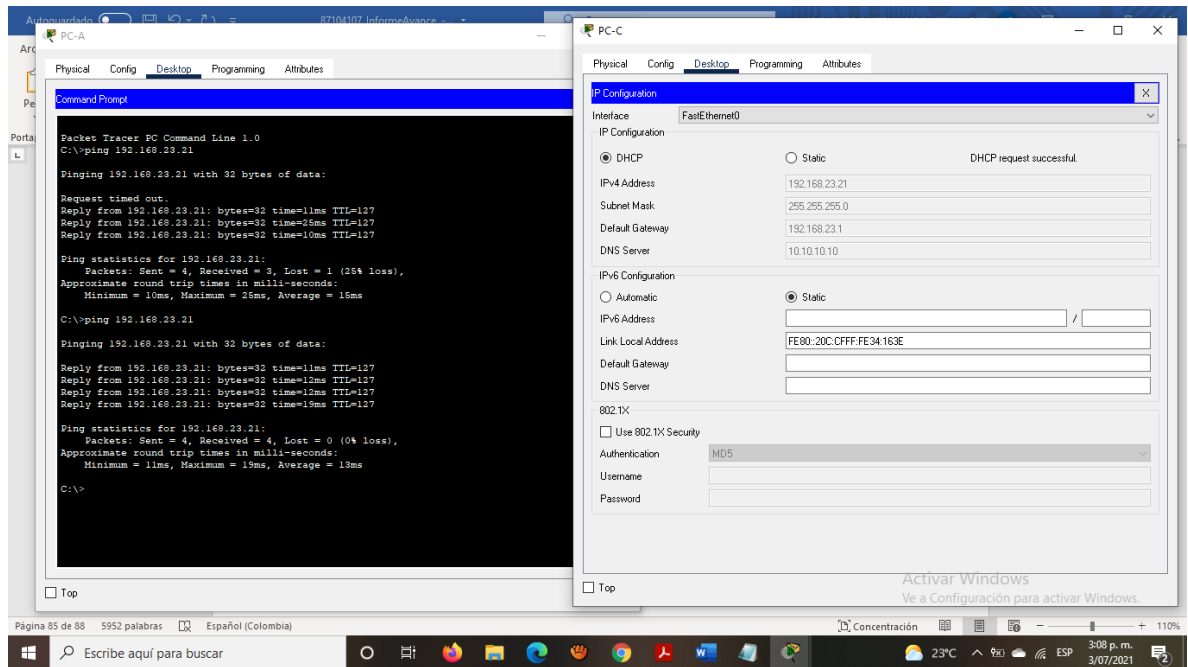 Autoguardado
87104107_InformeAvance
PC-A
Physical Config Desktop Programming Attributes
Command Prompt
Packet Tracer PC Command Line 1.0
C:\>ping 192.168.23.21
Pinging 192.168.23.21 with 32 bytes of data:
Request timed out.
Reply from 192.168.23.21: bytes=32 time=11ms TTL=127
Reply from 192.168.23.21: bytes=32 time=25ms TTL=127
Reply from 192.168.23.21: bytes=32 time=10ms TTL=127
Ping statistics for 192.168.23.21:
Packets: Sent = 4, Received = 3, Lost = 1 (25% loss),
Approximate round trip times in milli-seconds:
Minimum = 10ms, Maximum = 25ms, Average = 15ms
C:\>ping 192.168.23.21
Pinging 192.168.23.21 with 32 bytes of data:
Reply from 192.168.23.21: bytes=32 time=11ms TTL=127
Reply from 192.168.23.21: bytes=32 time=12ms TTL=127
Reply from 192.168.23.21: bytes=32 time=12ms TTL=127
Reply from 192.168.23.21: bytes=32 time=19ms TTL=127
Ping statistics for 192.168.23.21:
Packets: Sent = 4, Received = 4, Lost = 0 (0% loss),
Approximate round trip times in milli-seconds:
Minimum = 11ms, Maximum = 19ms, Average = 13ms
C:\>
Top
PC-C
Physical Config Desktop Programming Attributes
IP Configuration X
Interface FastEthernet0
IP Configuration
DHCP Static DHCP request successful.
IPv4 Address 192.168.23.21
Subnet Mask 255.255.255.0
Default Gateway 192.168.23.1
DNS Server 10.10.10.10
IPv6 Configuration
Automatic Static
IPv6 Address /
Link Local Address FE80::20C:CFFF:FE34:163E
Default Gateway
DNS Server
802.1X
Use 802.1X Security
Authentication MD5
Username
Password
Top
Activar Windows
Ve a Configuración para activar Windows.
Página 85 de 88 5952 palabras Español (Colombia) Concentración 110%
Escribe aquí para buscar 23°C ESP 3:08 p. m.
3/07/2021